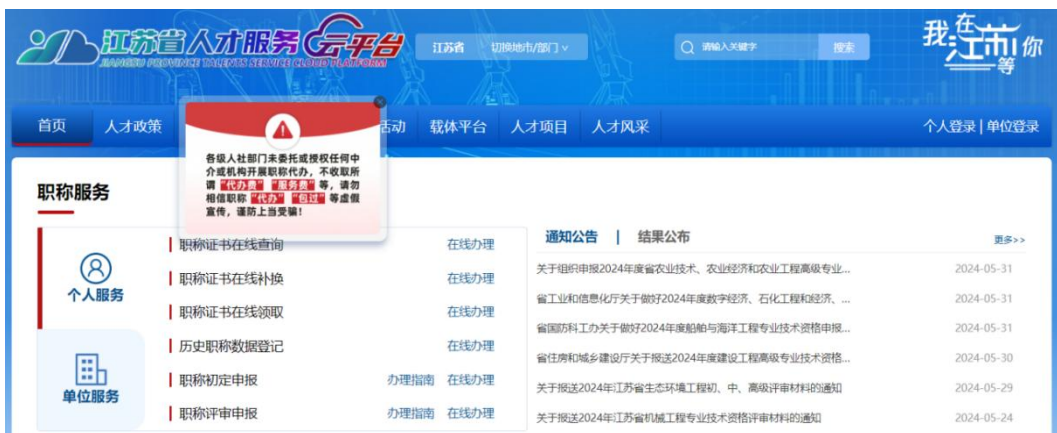 江苏省人才服务云平台
JIANGSU PROVINCE TALENTS SERVICE CLOUD PLATFORM
江苏省 切换地市/部门
请输入关键字 搜索
我在江苏等你
首页 人才政策 活动 载体平台 人才项目 人才风采 个人登录 | 单位登录
各级人社部门未委托或授权任何中
介或机构开展职称代办，不收取所
谓“代办费”“服务费”等，请勿
相信职称“代办”“包过”等虚假
宣传，谨防上当受骗！
职称服务
个人服务
单位服务
职称证书在线查询 在线办理
职称证书在线补换 在线办理
职称证书在线领取 在线办理
历史职称数据登记 在线办理
职称初定申报 办理指南 在线办理
职称评审申报 办理指南 在线办理
通知公告 | 结果公布 更多>>
关于组织申报2024年度省农业技术、农业经济和农业工程高级专业... 2024-05-31
省工业和信息化厅关于做好2024年度数字经济、石化工程和经济、... 2024-05-31
省国防科工办关于做好2024年度船舶与海洋工程专业技术资格申报... 2024-05-31
省住房和城乡建设厅关于报送2024年度建设工程高级专业技术资格... 2024-05-30
关于报送2024年江苏省生态环境工程初、中、高级评审材料的通知 2024-05-29
关于报送2024年江苏省机械工程专业技术资格评审材料的通知 2024-05-24